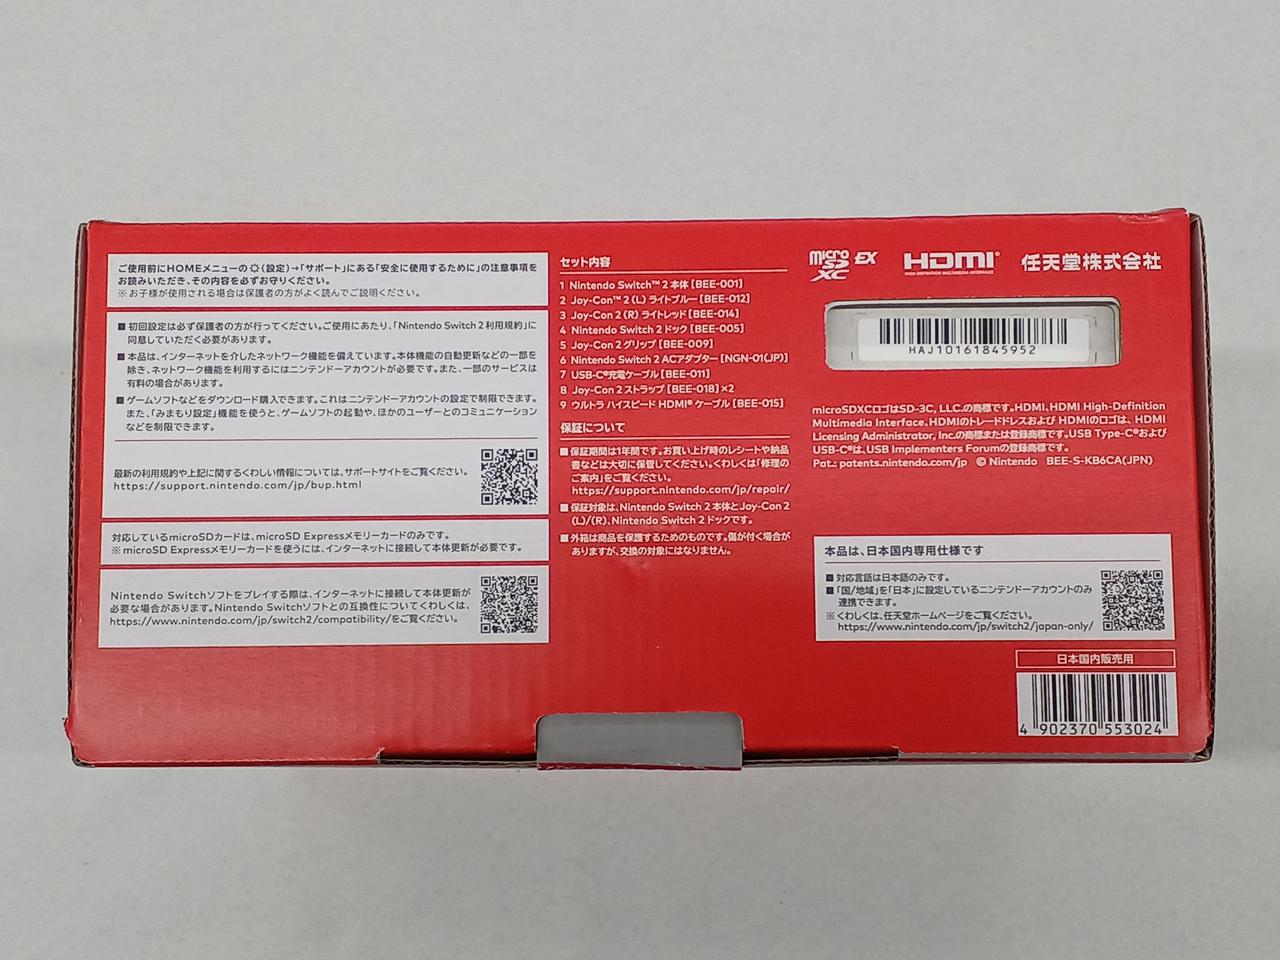 ご使用前にHOMEメニューの(設定)→「サポート」にある「安全に使用するために」の注意事項を
お読みいただき、その内容を必ずお守りください。
※お子様が使用される場合は保護者の方がよく読んでご説明ください。
■ 初回設定は必ず保護者の方が行ってください。ご使用にあたり、「Nintendo Switch 2 利用規約」に
同意していただく必要があります。
■ 本品は、インターネットを介したネットワーク機能を備えています。本体機能の自動更新などの一部を
除き、ネットワーク機能を利用するにはニンテンドーアカウントが必要です。また、一部のサービスは
有料の場合があります。
■ ゲームソフトなどをダウンロード購入できます。これはニンテンドーアカウントの設定で制限できます。
また、「みまもり設定」機能を使うと、ゲームソフトの起動や、ほかのユーザーとのコミュニケーション
などを制限できます。
最新の利用規約や上記に関するくわしい情報については、サポートサイトをご覧ください。
https://support.nintendo.com/jp/bup.html
対応しているmicroSDカードは、microSD Expressメモリーカードのみです。
※ microSD Expressメモリーカードを使うには、インターネットに接続して本体更新が必要です。
Nintendo Switchソフトをプレイする際は、インターネットに接続して本体更新が
必要な場合があります。Nintendo Switchソフトとの互換性についてくわしくは、
https://www.nintendo.com/jp/switch2/compatibility/をご覧ください。
セット内容
1 Nintendo Switch™ 2 本体 [BEE-001]
2 Joy-Con™ 2 (L) ライトブルー [BEE-012]
3 Joy-Con 2 (R) ライトレッド [BEE-014]
4 Nintendo Switch 2 ドック [BEE-005]
5 Joy-Con 2 グリップ [BEE-009]
6 Nintendo Switch 2 ACアダプター [NGN-01(JP)]
7 USB-C®充電ケーブル [BEE-011]
8 Joy-Con 2 ストラップ [BEE-018] ×2
9 ウルトラ ハイスピード HDMI® ケーブル [BEE-015]
保証について
■ 保証期間は1年間です。お買い上げ時のレシートや納品
書などは大切に保管してください。くわしくは「修理の
ご案内」をご覧ください。
https://support.nintendo.com/jp/repair/
■ 保証対象は、Nintendo Switch 2 本体とJoy-Con 2
(L)/(R)、Nintendo Switch 2 ドックです。
■ 外箱は商品を保護するためのものです。傷が付く場合が
ありますが、交換の対象にはなりません。
micro SD XC EX HDMI 任天堂株式会社
HIGH-DEFINITION MULTIMEDIA INTERFACE
HAJ10161845952
microSDXCロゴはSD-3C, LLC.の商標です。HDMI、HDMI High-Definition
Multimedia Interface、HDMIのトレードドレスおよび HDMIのロゴは、HDMI
Licensing Administrator, Inc.の商標または登録商標です。USB Type-C®および
USB-C®は、USB Implementers Forumの登録商標です。
Pat.: patents.nintendo.com/jp © Nintendo BEE-S-KB6CA(JPN)
本品は、日本国内専用仕様です
■ 対応言語は日本語のみです。
■ 「国/地域」を「日本」に設定しているニンテンドーアカウントのみ
連携できます。
※ くわしくは、任天堂ホームページをご覧ください。
https://www.nintendo.com/jp/switch2/japan-only/
日本国内販売用
4 902370 553024